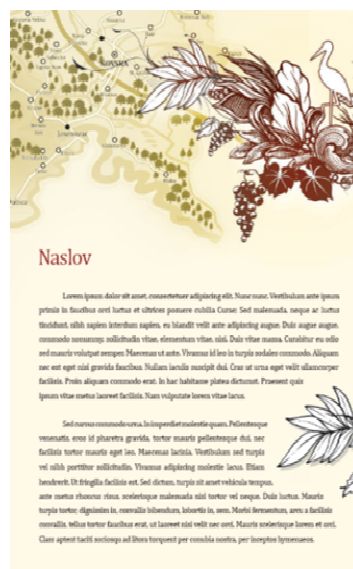 Naslov
Lorem ipsum dolor sit amet, consectetuer adipiscing elit. Nunc nunc. Vestibulum ante ipsum
primis in faucibus orci luctus et ultrices posuere cubilia Curae; Sed malesuada, neque ac luctus
tincidunt, nibh sapien interdum sapien, eu blandit velit ante adipiscing augue. Duis augue augue,
commodo nonummy, sollicitudin vitae, elementum vitae, nisl. Duis vitae massa. Curabitur eu odio
sed mauris volutpat semper. Maecenas ut ante. Vivamus id leo in turpis sodales commodo. Aliquam
nec est eget nisl gravida faucibus. Nullam iaculis suscipit dui. Cras ut urna eget velit ullamcorper
facilisis. Proin aliquam commodo erat. In hac habitasse platea dictumst. Praesent quis
ipsum vitae metus laoreet facilisis. Nam vulputate lorem vitae lacus.
Sed cursus commodo urna. In imperdiet molestie quam. Pellentesque
venenatis, eros id pharetra gravida, tortor mauris pellentesque dui, nec
facilisis tortor mauris eget leo. Maecenas lacinia. Vestibulum sed turpis
vel nibh porttitor sollicitudin. Vivamus adipiscing molestie lacus. Etiam
hendrerit. Ut fringilla facilisis est. Sed dictum, turpis sit amet vehicula tempus,
ante metus rhoncus risus, scelerisque malesuada nisl tortor vel neque. Duis luctus. Mauris
turpis tortor, dignissim in, convallis bibendum, lobortis in, sem. Morbi fermentum, arcu a facilisis
convallis, tellus tortor faucibus erat, ut laoreet nisl velit nec orci. Mauris scelerisque lorem et orci.
Class aptent taciti sociosqu ad litora torquent per conubia nostra, per inceptos hymenaeos.